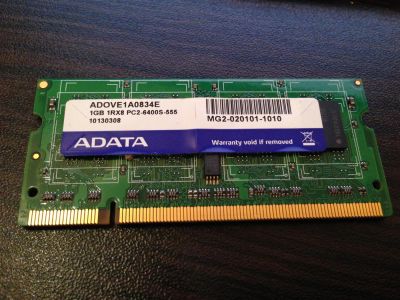 ADOVE1A0834E
1GB 1RX8 PC2-6400S-555
10130308
MG2-020101-1010
ADATA
Warranty void if removed